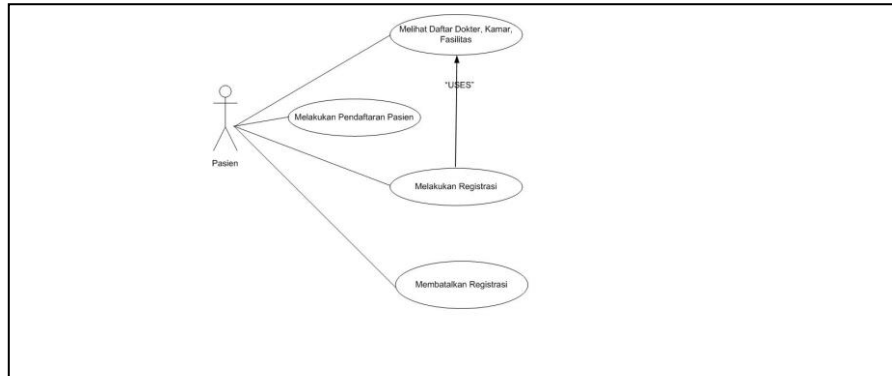 Melihat Daftar Dokter, Kamar,
Fasilitas
"USES"
Melakukan Pendaftaran Pasien
Pasien
Melakukan Registrasi
Membatalkan Registrasi